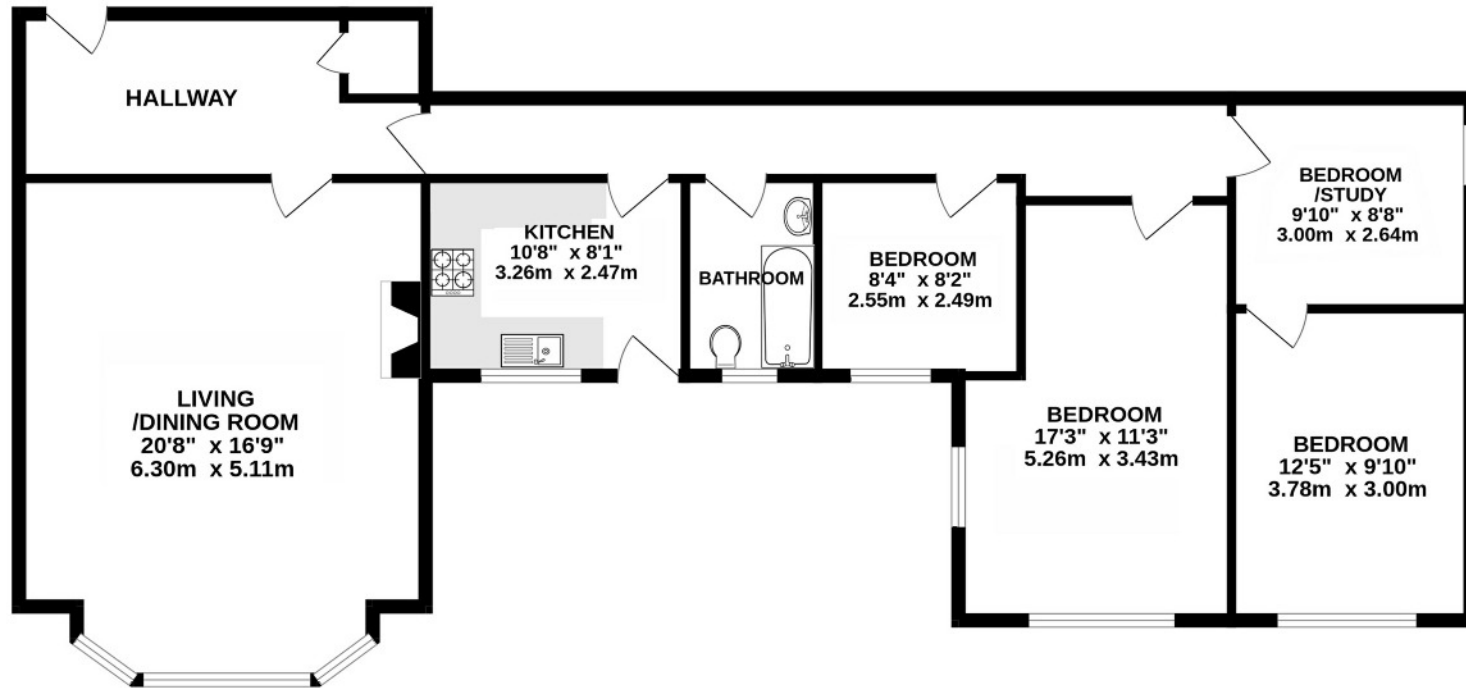 HALLWAY
KITCHEN
10'8" x 8'1"
3.26m x 2.47m
BATHROOM
BEDROOM
8'4" x 8'2"
2.55m x 2.49m
BEDROOM
/STUDY
9'10" x 8'8"
3.00m x 2.64m
LIVING
/DINING ROOM
20'8" x 16'9"
6.30m x 5.11m
BEDROOM
17'3" x 11'3"
5.26m x 3.43m
BEDROOM
12'5" x 9'10"
3.78m x 3.00m